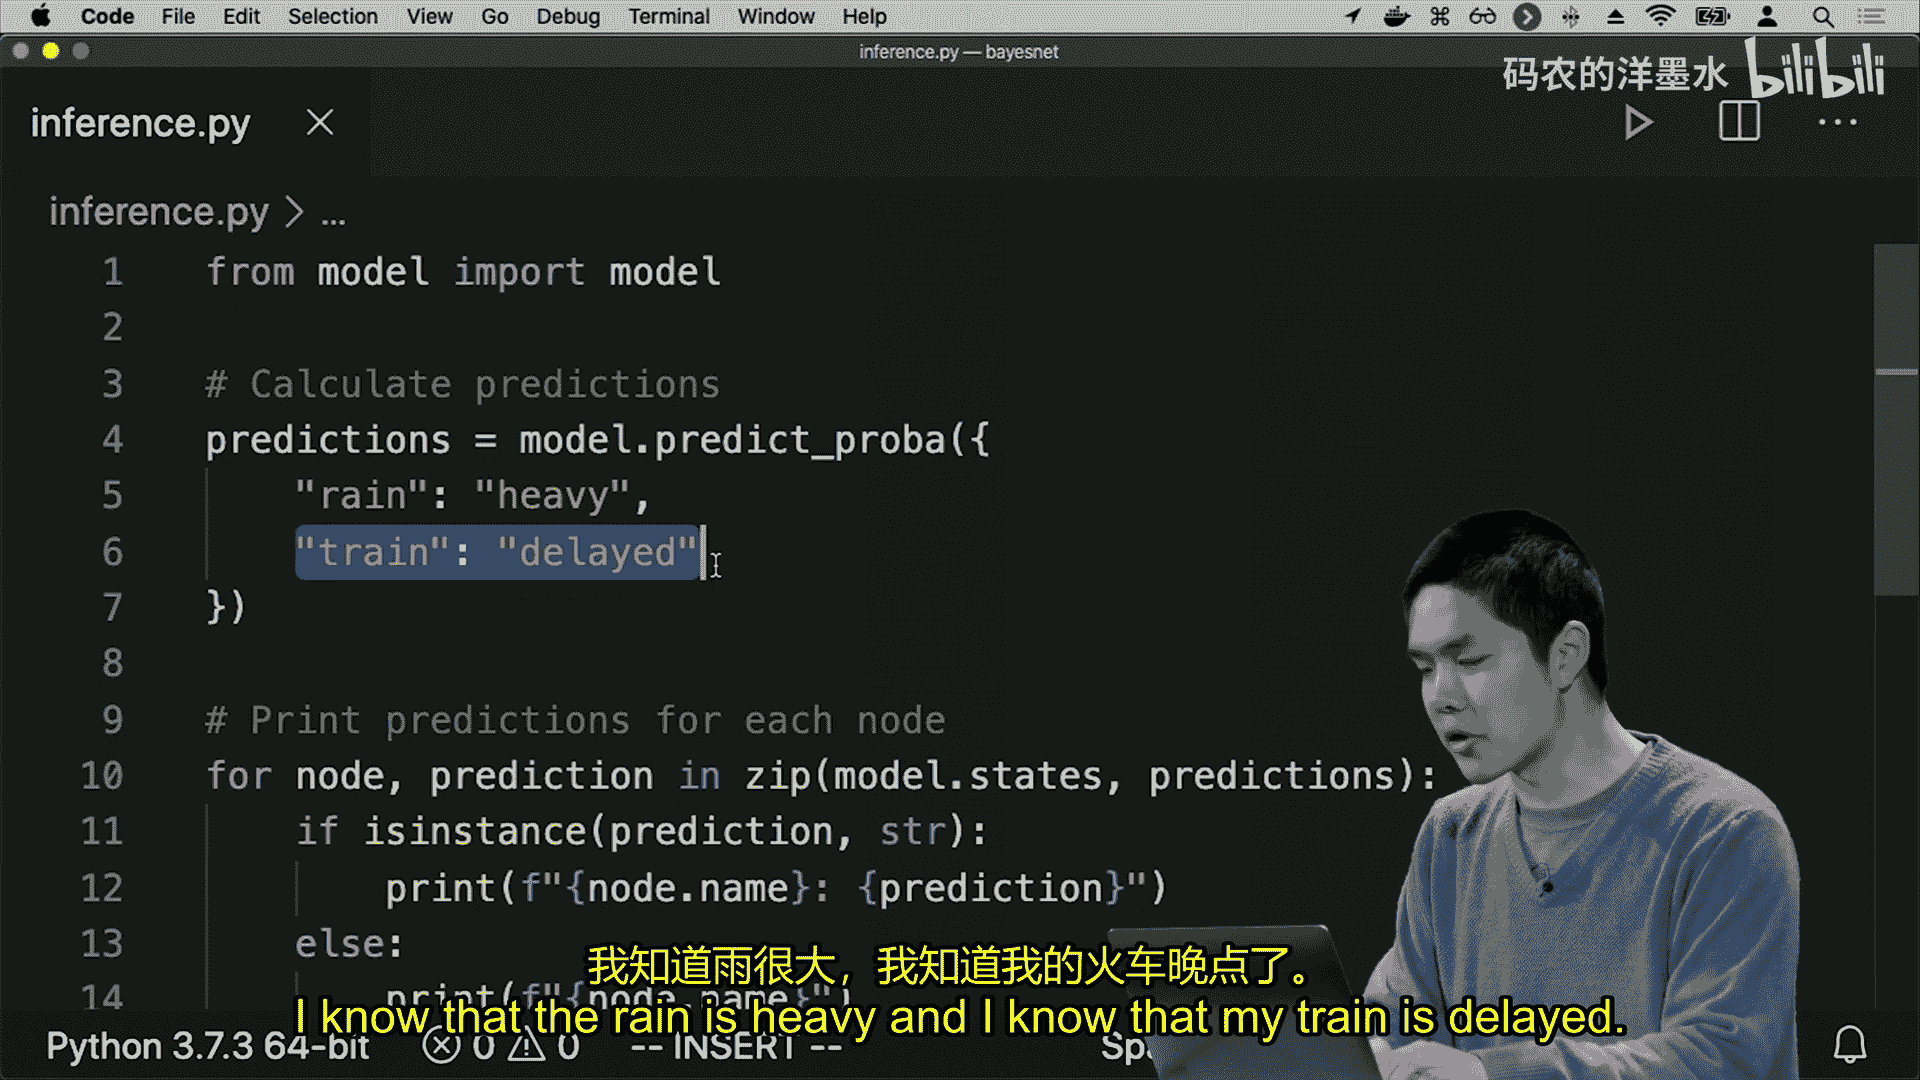 Code File Edit Selection View Go Debug Terminal Window Help
inference.py — bayesnet
码农的洋墨水 bilibili
inference.py
inference.py > ...
1 from model import model
2
3 # Calculate predictions
4 predictions = model.predict_proba({
5 "rain": "heavy",
6 "train": "delayed"
7 })
8
9 # Print predictions for each node
10 for node, prediction in zip(model.states, predictions):
11 if isinstance(prediction, str):
12 print(f"{node.name}: {prediction}")
13 else:
14 print(f"{node.name}")
我知道雨很大，我知道我的火车晚点了。
I know that the rain is heavy and I know that my train is delayed.
Python 3.7.3 64-bit 0 0 -- INSERT --